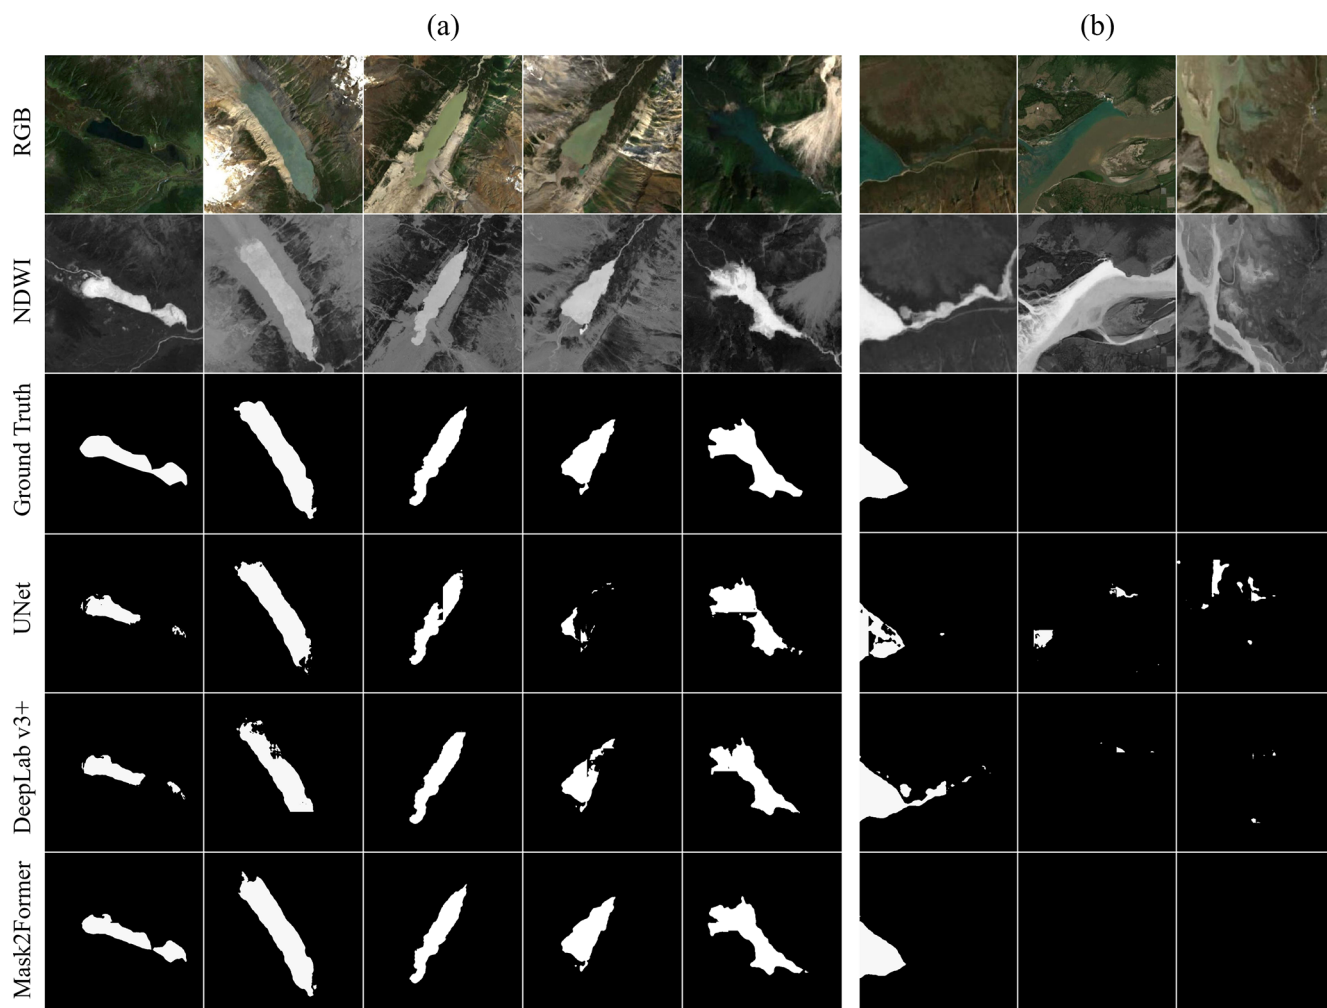 (a)
(b)
RGB
NDWI
Ground Truth
UNet
DeepLab v3+
Mask2Former